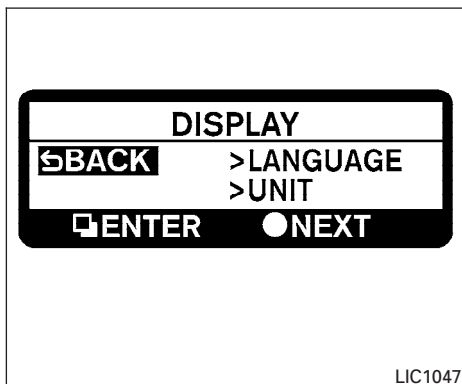 DISPLAY
BACK >LANGUAGE
>UNIT
ENTER NEXT
LIC1047